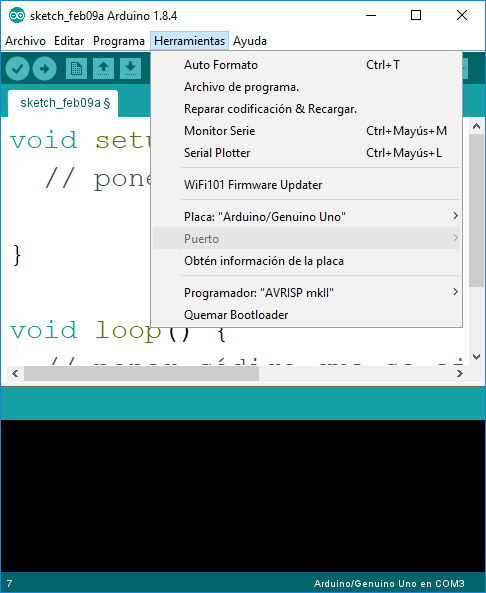 sketch_feb09a Arduino 1.8.4
Archivo Editar Programa Herramientas Ayuda
sketch_feb09a §
Auto Formato Ctrl+T
Archivo de programa.
Reparar codificación & Recargar.
Monitor Serie Ctrl+Mayús+M
Serial Plotter Ctrl+Mayús+L
WiFi101 Firmware Updater
Placa: "Arduino/Genuino Uno"
Puerto
Obtén información de la placa
Programador: "AVRISP mkII"
Quemar Bootloader
void setu
// pone
}
void loop() {
7 Arduino/Genuino Uno en COM3